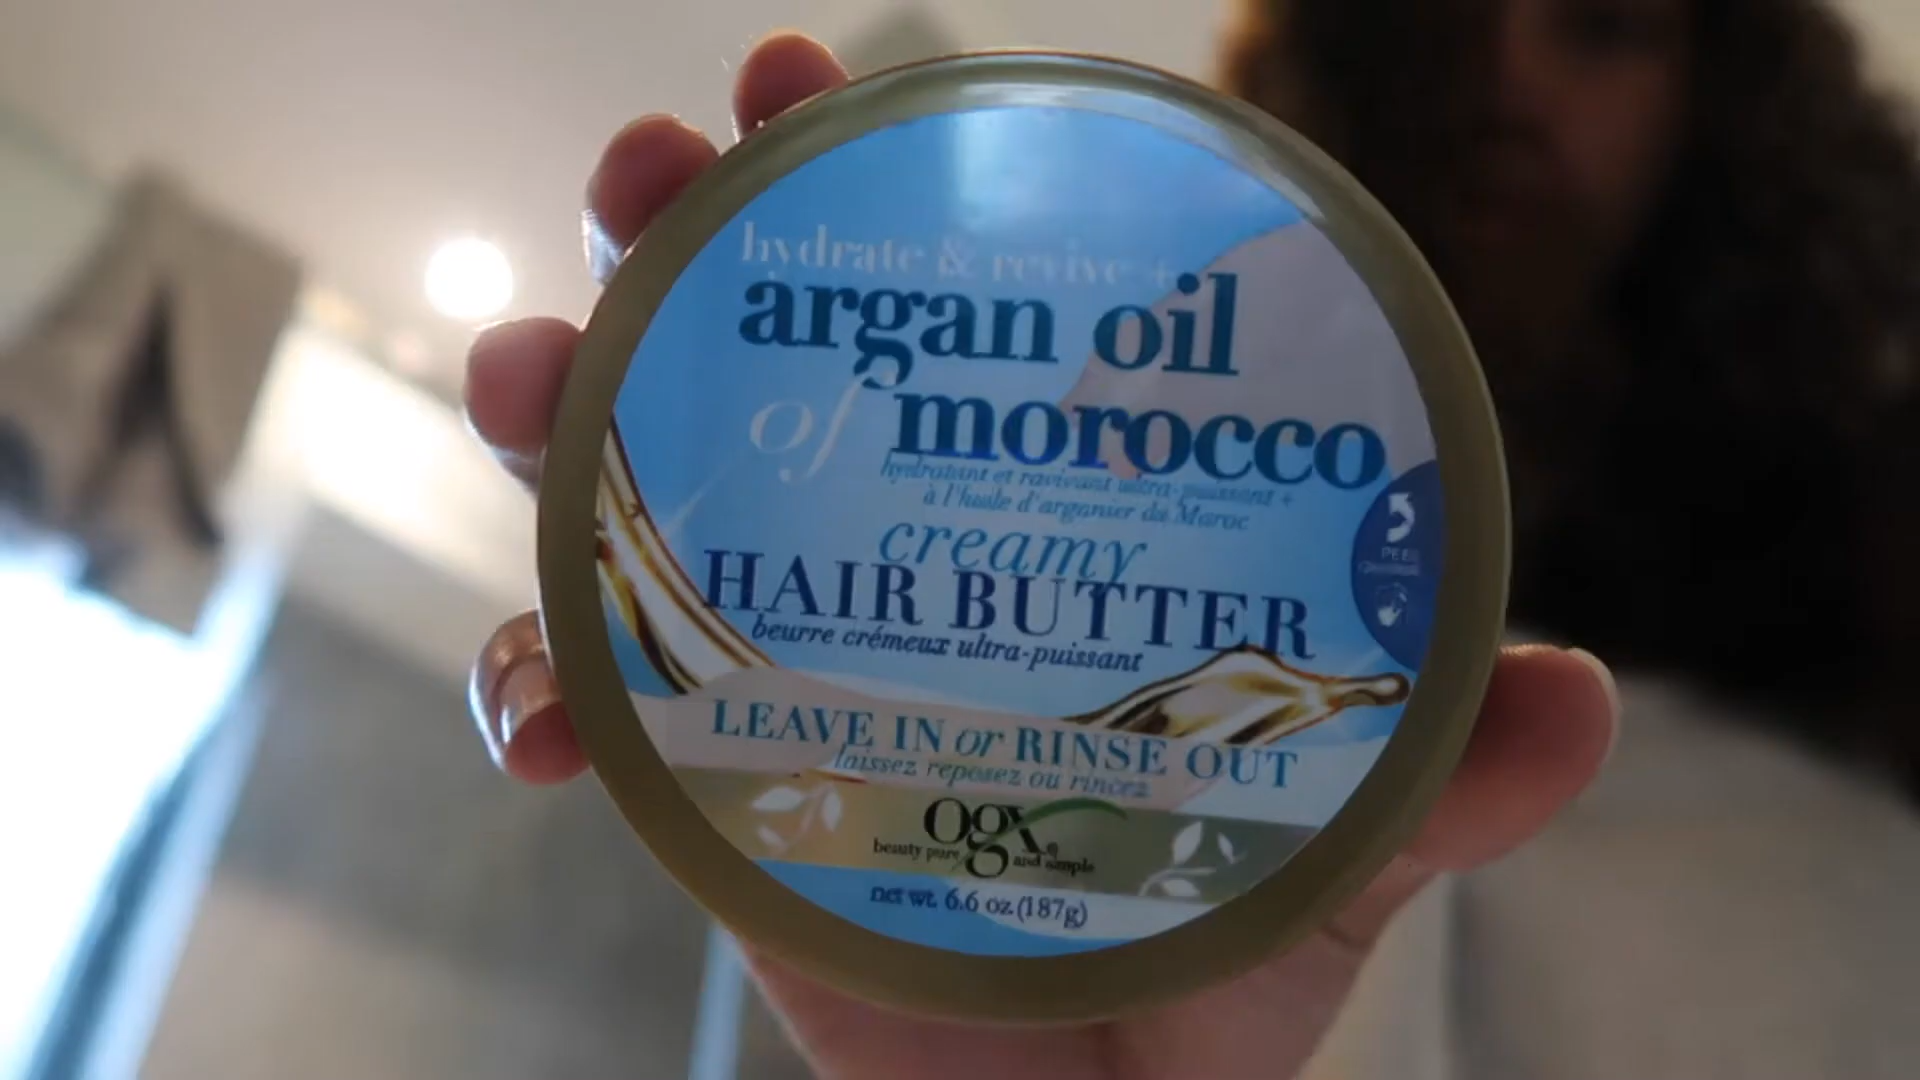 hydrate & revive +
argan oil
of morocco
hydratant et ravivant ultra-puissant +
à l'huile d'arganier du Maroc
creamy
HAIR BUTTER
beurre crémeux ultra-puissant
LEAVE IN or RINSE OUT
laissez reposez ou rincez
ogx®
beauty pure and simple
net wt. 6.6 oz (187g)
PEEL